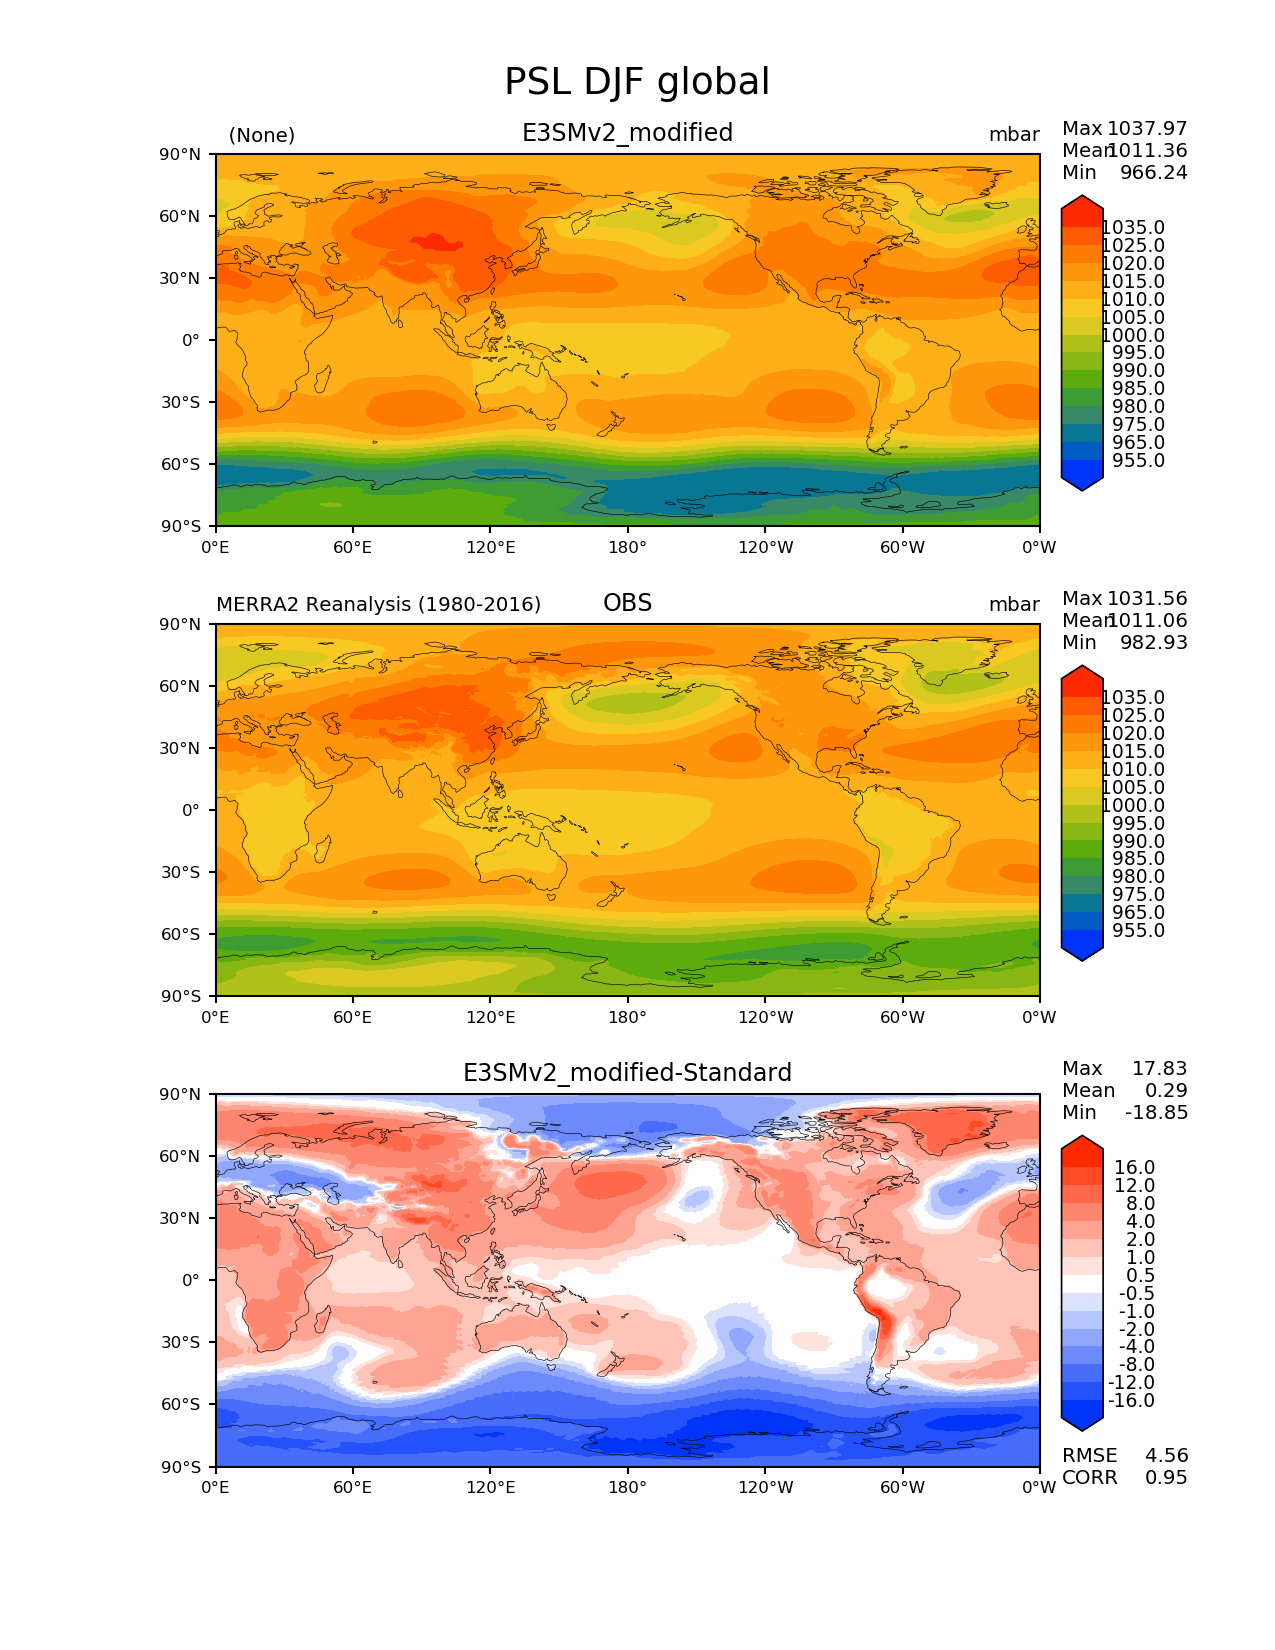 PSL DJF global
(None) E3SMv2_modified mbar
Max 1037.97
Mean 1011.36
Min 966.24
90°N
60°N
30°N
0°
30°S
60°S
90°S
0°E 60°E 120°E 180° 120°W 60°W 0°W
1035.0
1025.0
1020.0
1015.0
1010.0
1005.0
1000.0
995.0
990.0
985.0
980.0
975.0
965.0
955.0
MERRA2 Reanalysis (1980-2016) OBS mbar
Max 1031.56
Mean 1011.06
Min 982.93
90°N
60°N
30°N
0°
30°S
60°S
90°S
0°E 60°E 120°E 180° 120°W 60°W 0°W
1035.0
1025.0
1020.0
1015.0
1010.0
1005.0
1000.0
995.0
990.0
985.0
980.0
975.0
965.0
955.0
E3SMv2_modified-Standard
Max 17.83
Mean 0.29
Min -18.85
90°N
60°N
30°N
0°
30°S
60°S
90°S
0°E 60°E 120°E 180° 120°W 60°W 0°W
16.0
12.0
8.0
4.0
2.0
1.0
0.5
-0.5
-1.0
-2.0
-4.0
-8.0
-12.0
-16.0
RMSE 4.56
CORR 0.95